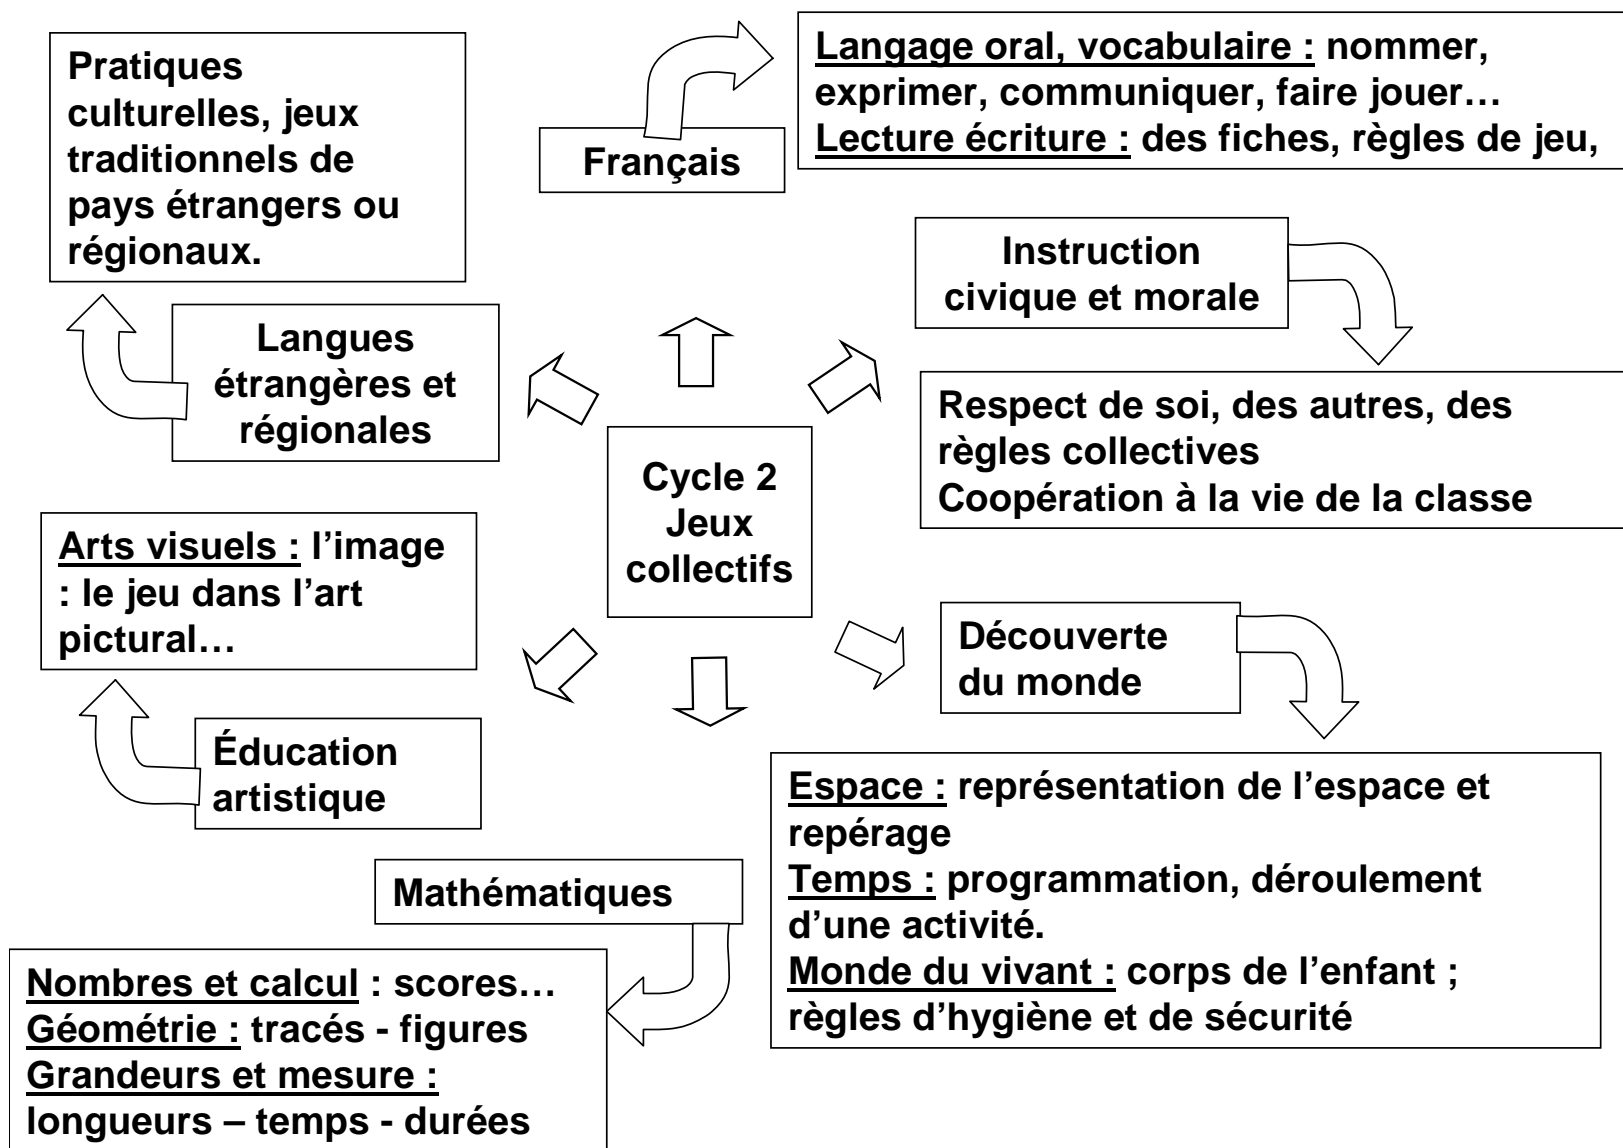 Pratiques
culturelles, jeux
traditionnels de
pays étrangers ou
régionaux.
Langage oral, vocabulaire : nommer,
exprimer, communiquer, faire jouer…
Lecture écriture : des fiches, règles de jeu,
Français
Instruction
civique et morale
Langues
étrangères et
régionales
Respect de soi, des autres, des
règles collectives
Coopération à la vie de la classe
Cycle 2
Jeux
collectifs
Arts visuels : l’image
: le jeu dans l’art
pictural…
Découverte
du monde
Éducation
artistique
Espace : représentation de l’espace et
repérage
Temps : programmation, déroulement
d’une activité.
Monde du vivant : corps de l’enfant ;
règles d’hygiène et de sécurité
Mathématiques
Nombres et calcul : scores…
Géométrie : tracés - figures
Grandeurs et mesure :
longueurs – temps - durées